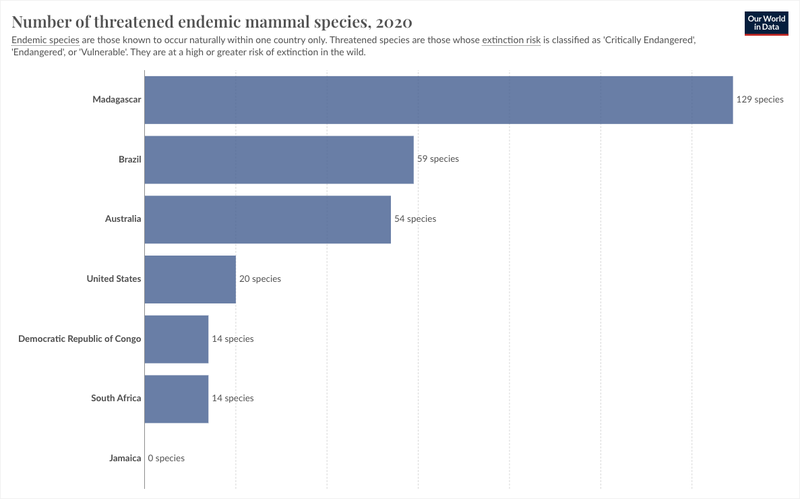 Number of threatened endemic mammal species, 2020
Our World
in Data
Endemic species are those known to occur naturally within one country only. Threatened species are those whose extinction risk is classified as 'Critically Endangered',
'Endangered', or 'Vulnerable'. They are at a high or greater risk of extinction in the wild.
Madagascar 129 species
Brazil 59 species
Australia 54 species
United States 20 species
Democratic Republic of Congo 14 species
South Africa 14 species
Jamaica 0 species